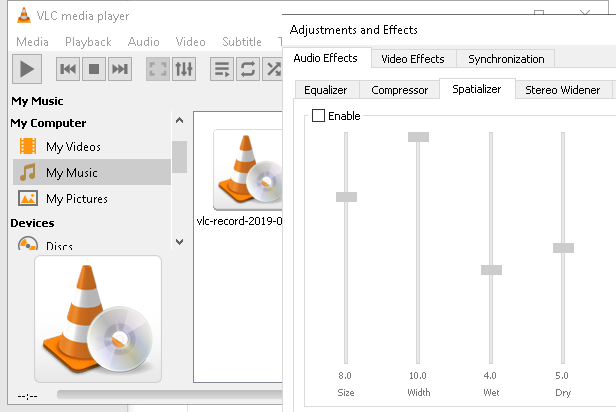 VLC media player
Media Playback Audio Video Subtitle
My Music
My Computer
My Videos
My Music
My Pictures
Devices
Discs
vlc-record-2019-0
--:--
Adjustments and Effects
Audio Effects Video Effects Synchronization
Equalizer Compressor Spatializer Stereo Widener
Enable
8.0 10.0 4.0 5.0
Size Width Wet Dry